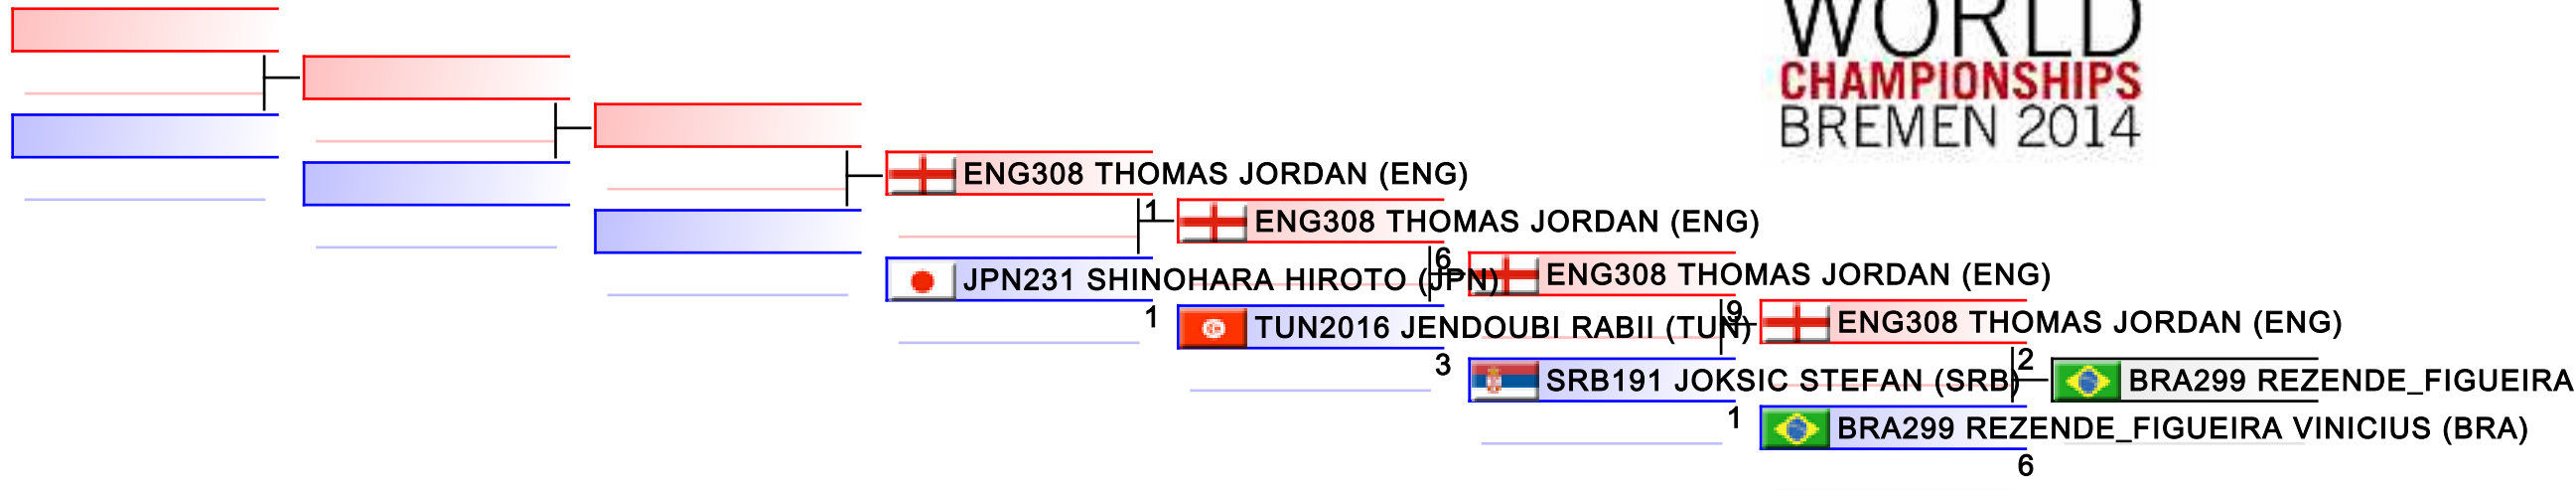 WORLD
CHAMPIONSHIPS
BREMEN 2014
ENG308 THOMAS JORDAN (ENG)
1
ENG308 THOMAS JORDAN (ENG)
JPN231 SHINOHARA HIROTO (JPN)
1
6
ENG308 THOMAS JORDAN (ENG)
TUN2016 JENDOUBI RABII (TUN)
3
9
ENG308 THOMAS JORDAN (ENG)
SRB191 JOKSIC STEFAN (SRB)
1
2
BRA299 REZENDE_FIGUEIRA
BRA299 REZENDE_FIGUEIRA VINICIUS (BRA)
6